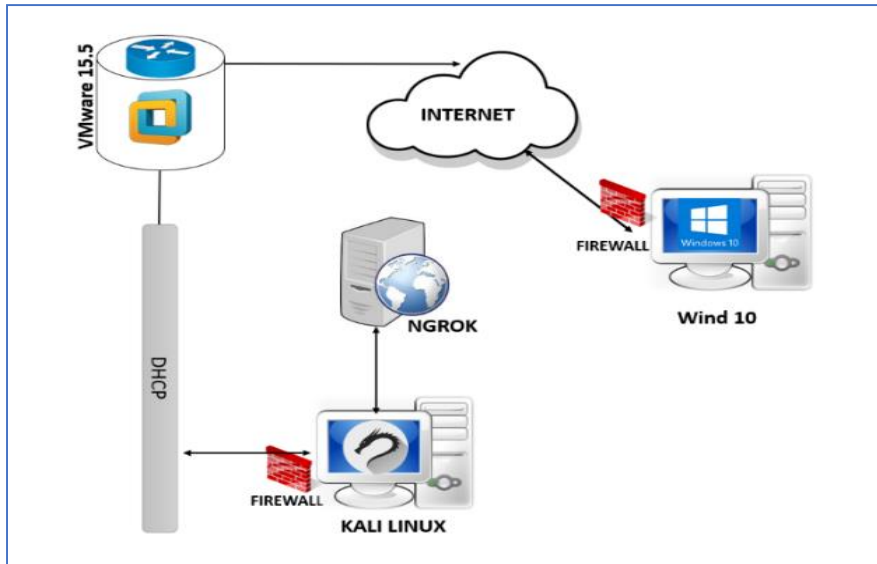 VMware 15.5
INTERNET
FIREWALL
Windows 10
Wind 10
NGROK
DHCP
FIREWALL
KALI LINUX